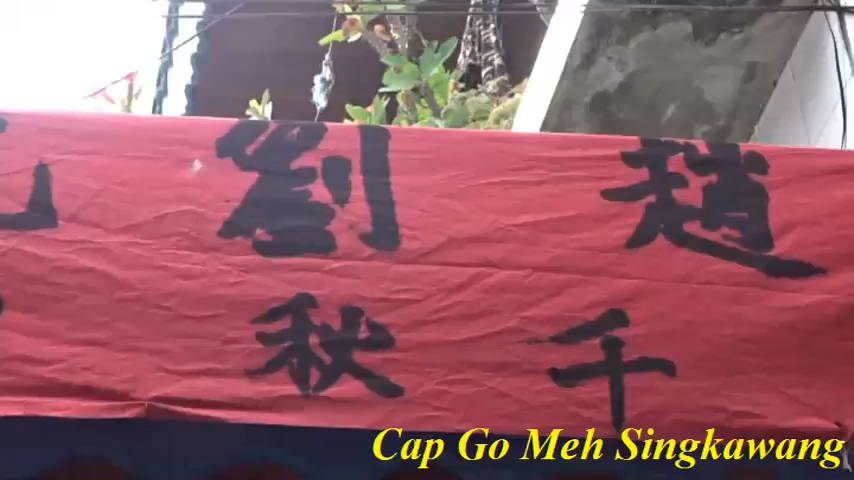 劉 趙
秋 千
Cap Go Meh Singkawang